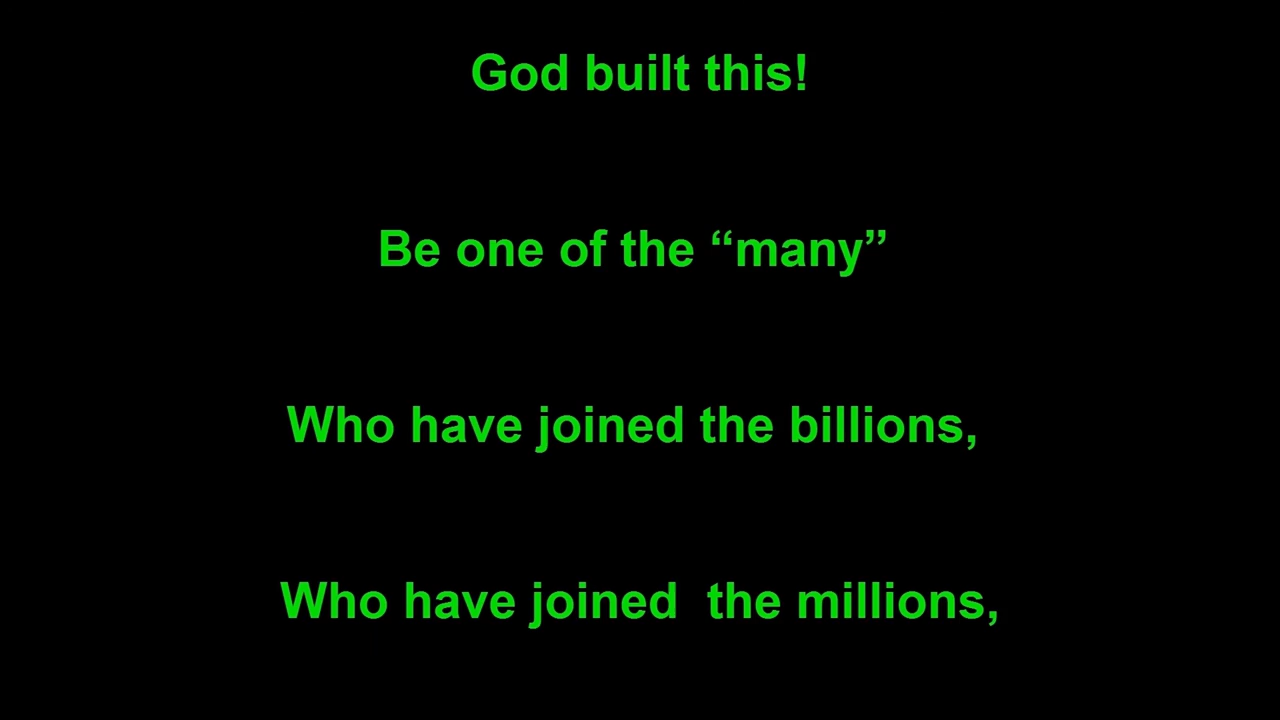 God built this!
Be one of the “many”
Who have joined the billions,
Who have joined  the millions,